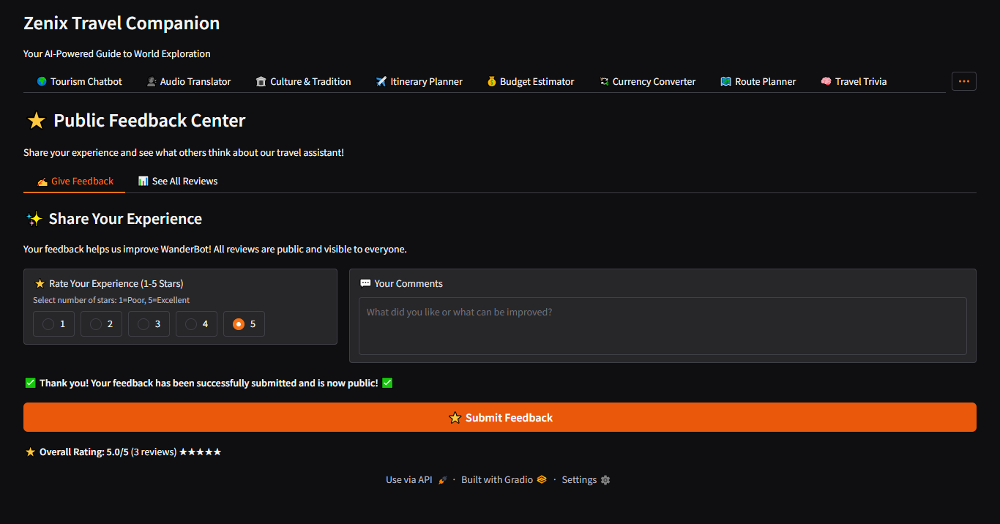 Zenix Travel Companion
Your AI-Powered Guide to World Exploration
🌍 Tourism Chatbot 🗣️ Audio Translator 🏛️ Culture & Tradition ✈️ Itinerary Planner 💰 Budget Estimator 💱 Currency Converter 🗺️ Route Planner 🧠 Travel Trivia
⭐ Public Feedback Center
Share your experience and see what others think about our travel assistant!
✍️ Give Feedback 📊 See All Reviews
✨ Share Your Experience
Your feedback helps us improve WanderBot! All reviews are public and visible to everyone.
⭐ Rate Your Experience (1-5 Stars)
Select number of stars: 1=Poor, 5=Excellent
1 2 3 4 5
💬 Your Comments
What did you like or what can be improved?
✅ Thank you! Your feedback has been successfully submitted and is now public! ✅
⭐ Submit Feedback
⭐ Overall Rating: 5.0/5 (3 reviews) ★★★★★
Use via API 🚀 · Built with Gradio · Settings ⚙️